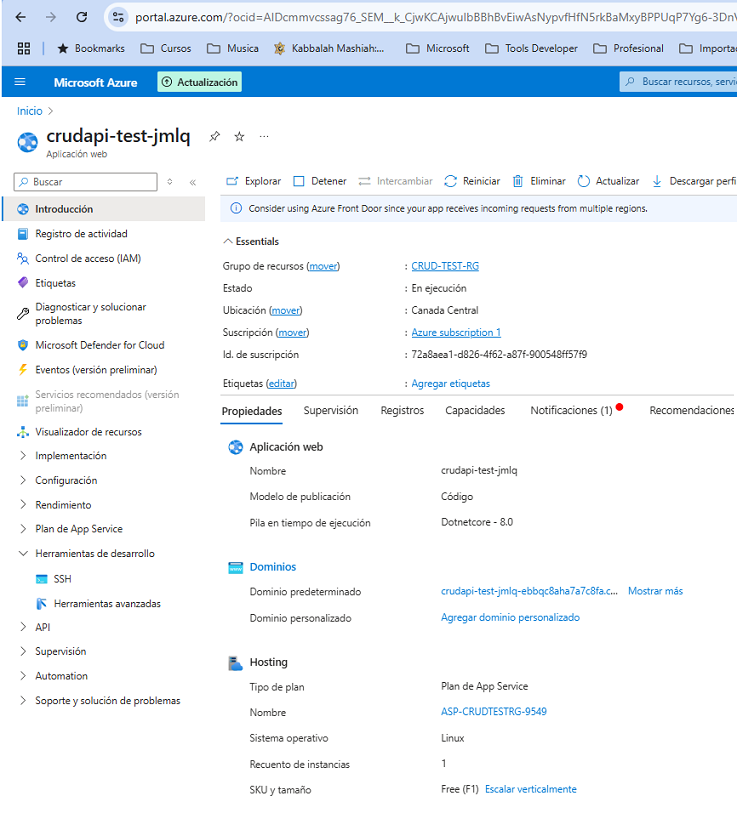 portal.azure.com/?ocid=AIDcmmvcssag76_SEM__k_CjwKCAjwuIbBBhBvEiwAsNypvfHfN5rkBaMxyBPPUqP7Yg6-3Dn
Bookmarks Cursos Musica Kabbalah Mashiah:... Microsoft Tools Developer Profesional Importa
Microsoft Azure Actualización Buscar recursos, servi
Inicio >
crudapi-test-jmlq ...
Aplicación web
Buscar
Explorar Detener Intercambiar Reiniciar Eliminar Actualizar Descargar perfi
Introducción
Consider using Azure Front Door since your app receives incoming requests from multiple regions.
Registro de actividad
Control de acceso (IAM)
Etiquetas
Diagnosticar y solucionar
problemas
Microsoft Defender for Cloud
Eventos (versión preliminar)
Servicios recomendados (versión
preliminar)
Visualizador de recursos
Implementación
Configuración
Rendimiento
Plan de App Service
Herramientas de desarrollo
SSH
Herramientas avanzadas
API
Supervisión
Automation
Soporte y solución de problemas
Essentials
Grupo de recursos (mover) : CRUD-TEST-RG
Estado : En ejecución
Ubicación (mover) : Canada Central
Suscripción (mover) : Azure subscription 1
Id. de suscripción : 72a8aea1-d826-4f62-a87f-900548ff57f9
Etiquetas (editar) : Agregar etiquetas
Propiedades Supervisión Registros Capacidades Notificaciones (1) Recomendaciones
Aplicación web
Nombre crudapi-test-jmlq
Modelo de publicación Código
Pila en tiempo de ejecución Dotnetcore - 8.0
Dominios
Dominio predeterminado crudapi-test-jmlq-ebbqc8aha7a7c8fa.c... Mostrar más
Dominio personalizado Agregar dominio personalizado
Hosting
Tipo de plan Plan de App Service
Nombre ASP-CRUDTESTRG-9549
Sistema operativo Linux
Recuento de instancias 1
SKU y tamaño Free (F1) Escalar verticalmente